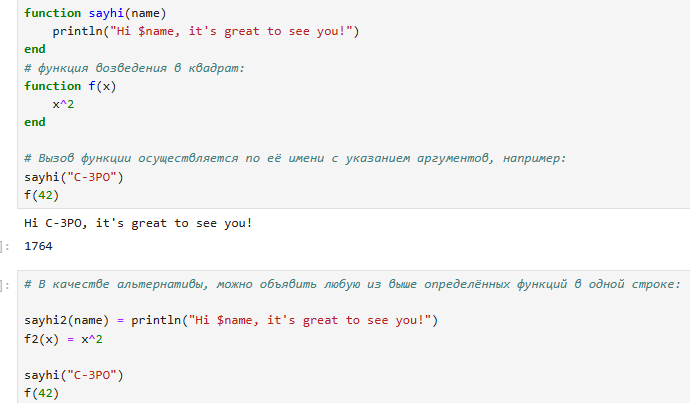 function sayhi(name)
    println("Hi $name, it's great to see you!")
end
# функция возведения в квадрат:
function f(x)
    x^2
end
# Вызов функции осуществляется по её имени с указанием аргументов, например:
sayhi("C-3PO")
f(42)
Hi C-3PO, it's great to see you!
]: 1764
]: # В качестве альтернативы, можно объявить любую из выше определённых функций в одной строке:
sayhi2(name) = println("Hi $name, it's great to see you!")
f2(x) = x^2
sayhi("C-3PO")
f(42)